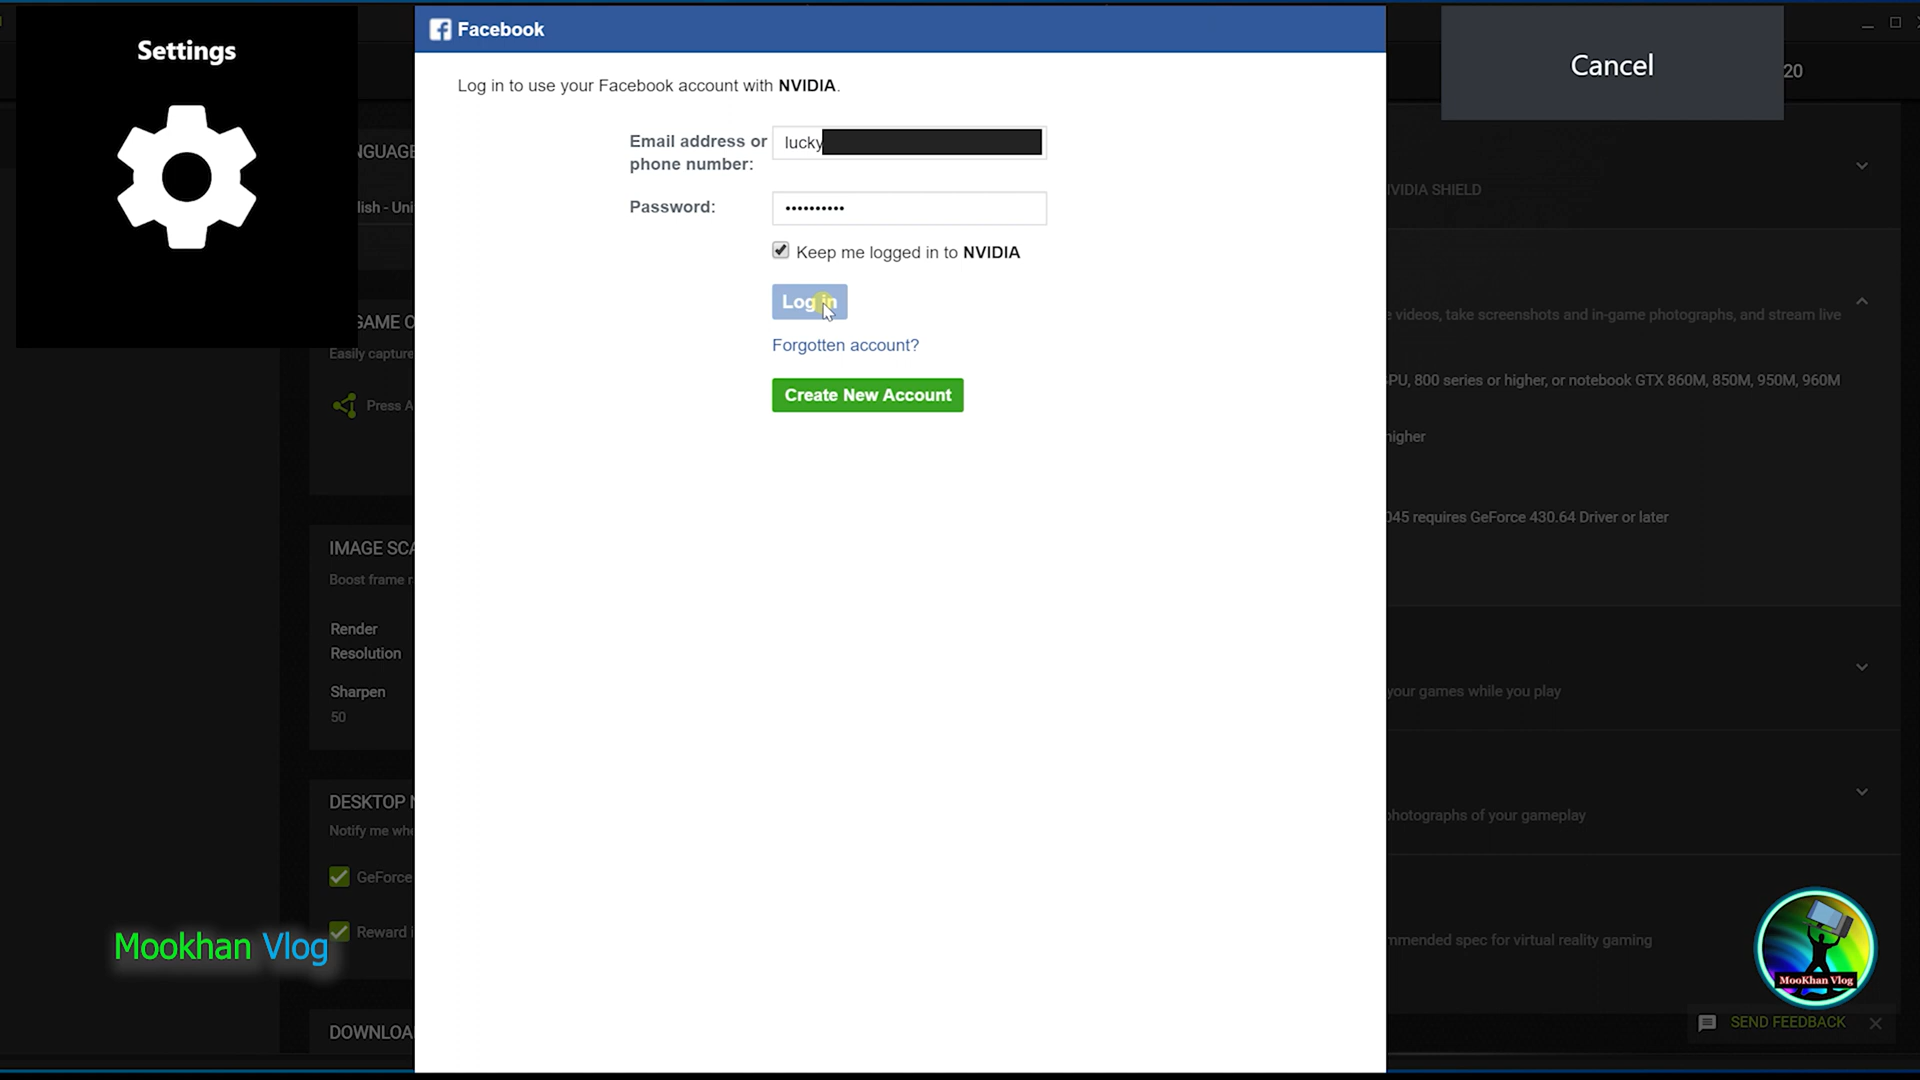 Settings
Facebook
Cancel
20
Log in to use your Facebook account with NVIDIA.
Email address or
phone number:
lucky
Password:
••••••••••
Keep me logged in to NVIDIA
Log in
Forgotten account?
Create New Account
NGUAGE
lish - Uni
GAME O
Easily capture
Press A
IMAGE SCA
Boost frame r
Render
Resolution
Sharpen
50
DESKTOP N
Notify me whe
GeForce
Reward i
DOWNLOA
VIDIA SHIELD
e videos, take screenshots and in-game photographs, and stream live
GPU, 800 series or higher, or notebook GTX 860M, 850M, 950M, 960M
higher
045 requires GeForce 430.64 Driver or later
your games while you play
photographs of your gameplay
mmended spec for virtual reality gaming
Mookhan Vlog
MooKhan Vlog
SEND FEEDBACK